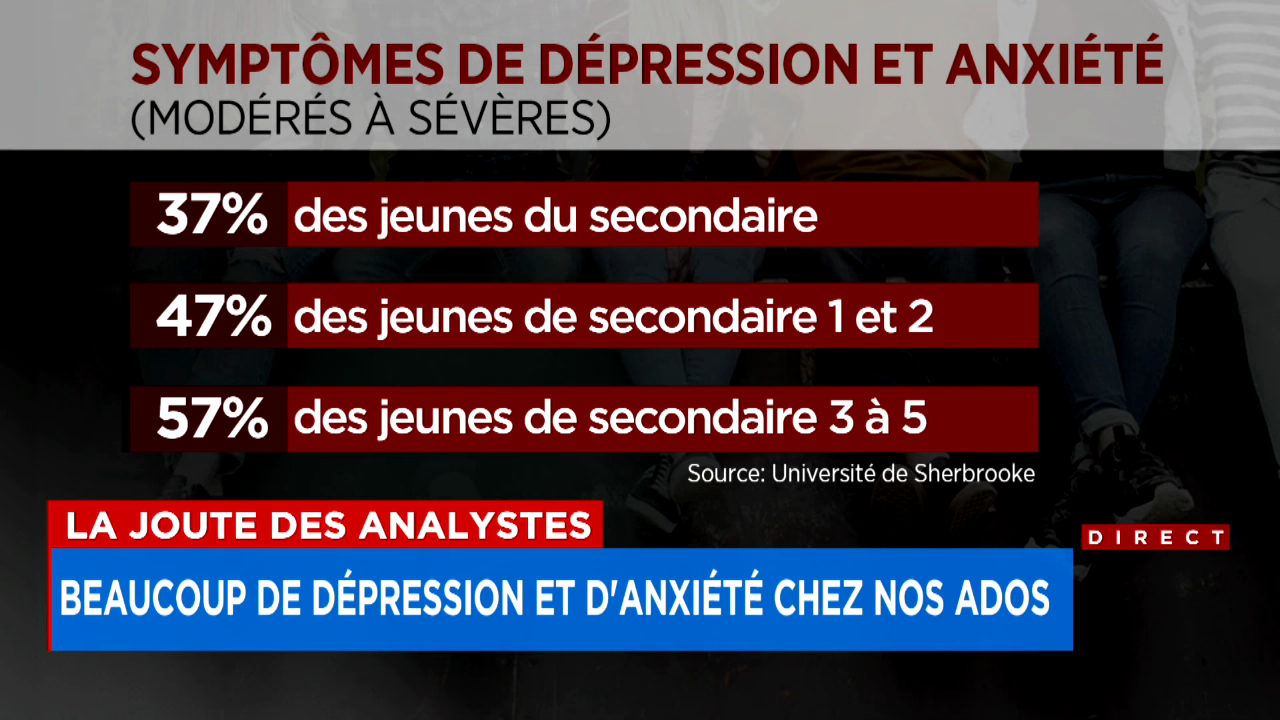 SYMPTÔMES DE DÉPRESSION ET ANXIÉTÉ
(MODÉRÉS À SÉVÈRES)
37% des jeunes du secondaire
47% des jeunes de secondaire 1 et 2
57% des jeunes de secondaire 3 à 5
Source: Université de Sherbrooke
LA JOUTE DES ANALYSTES
DIRECT
BEAUCOUP DE DÉPRESSION ET D'ANXIÉTÉ CHEZ NOS ADOS